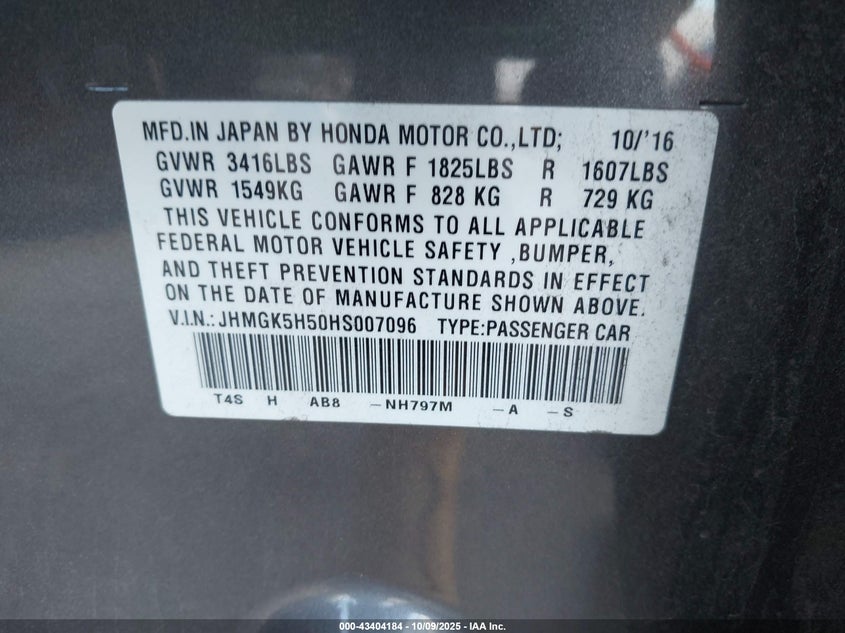 MFD.IN JAPAN BY HONDA MOTOR CO.,LTD; 10/'16
GVWR 3416LBS GAWR F 1825LBS R 1607LBS
GVWR 1549KG GAWR F 828 KG R 729 KG
THIS VEHICLE CONFORMS TO ALL APPLICABLE
FEDERAL MOTOR VEHICLE SAFETY ,BUMPER,
AND THEFT PREVENTION STANDARDS IN EFFECT
ON THE DATE OF MANUFACTURE SHOWN ABOVE.
V.I.N.: JHMGK5H50HS007096 TYPE:PASSENGER CAR
T4S H AB8 -NH797M -A -S
000-43404184 - 10/09/2025 - IAA Inc.